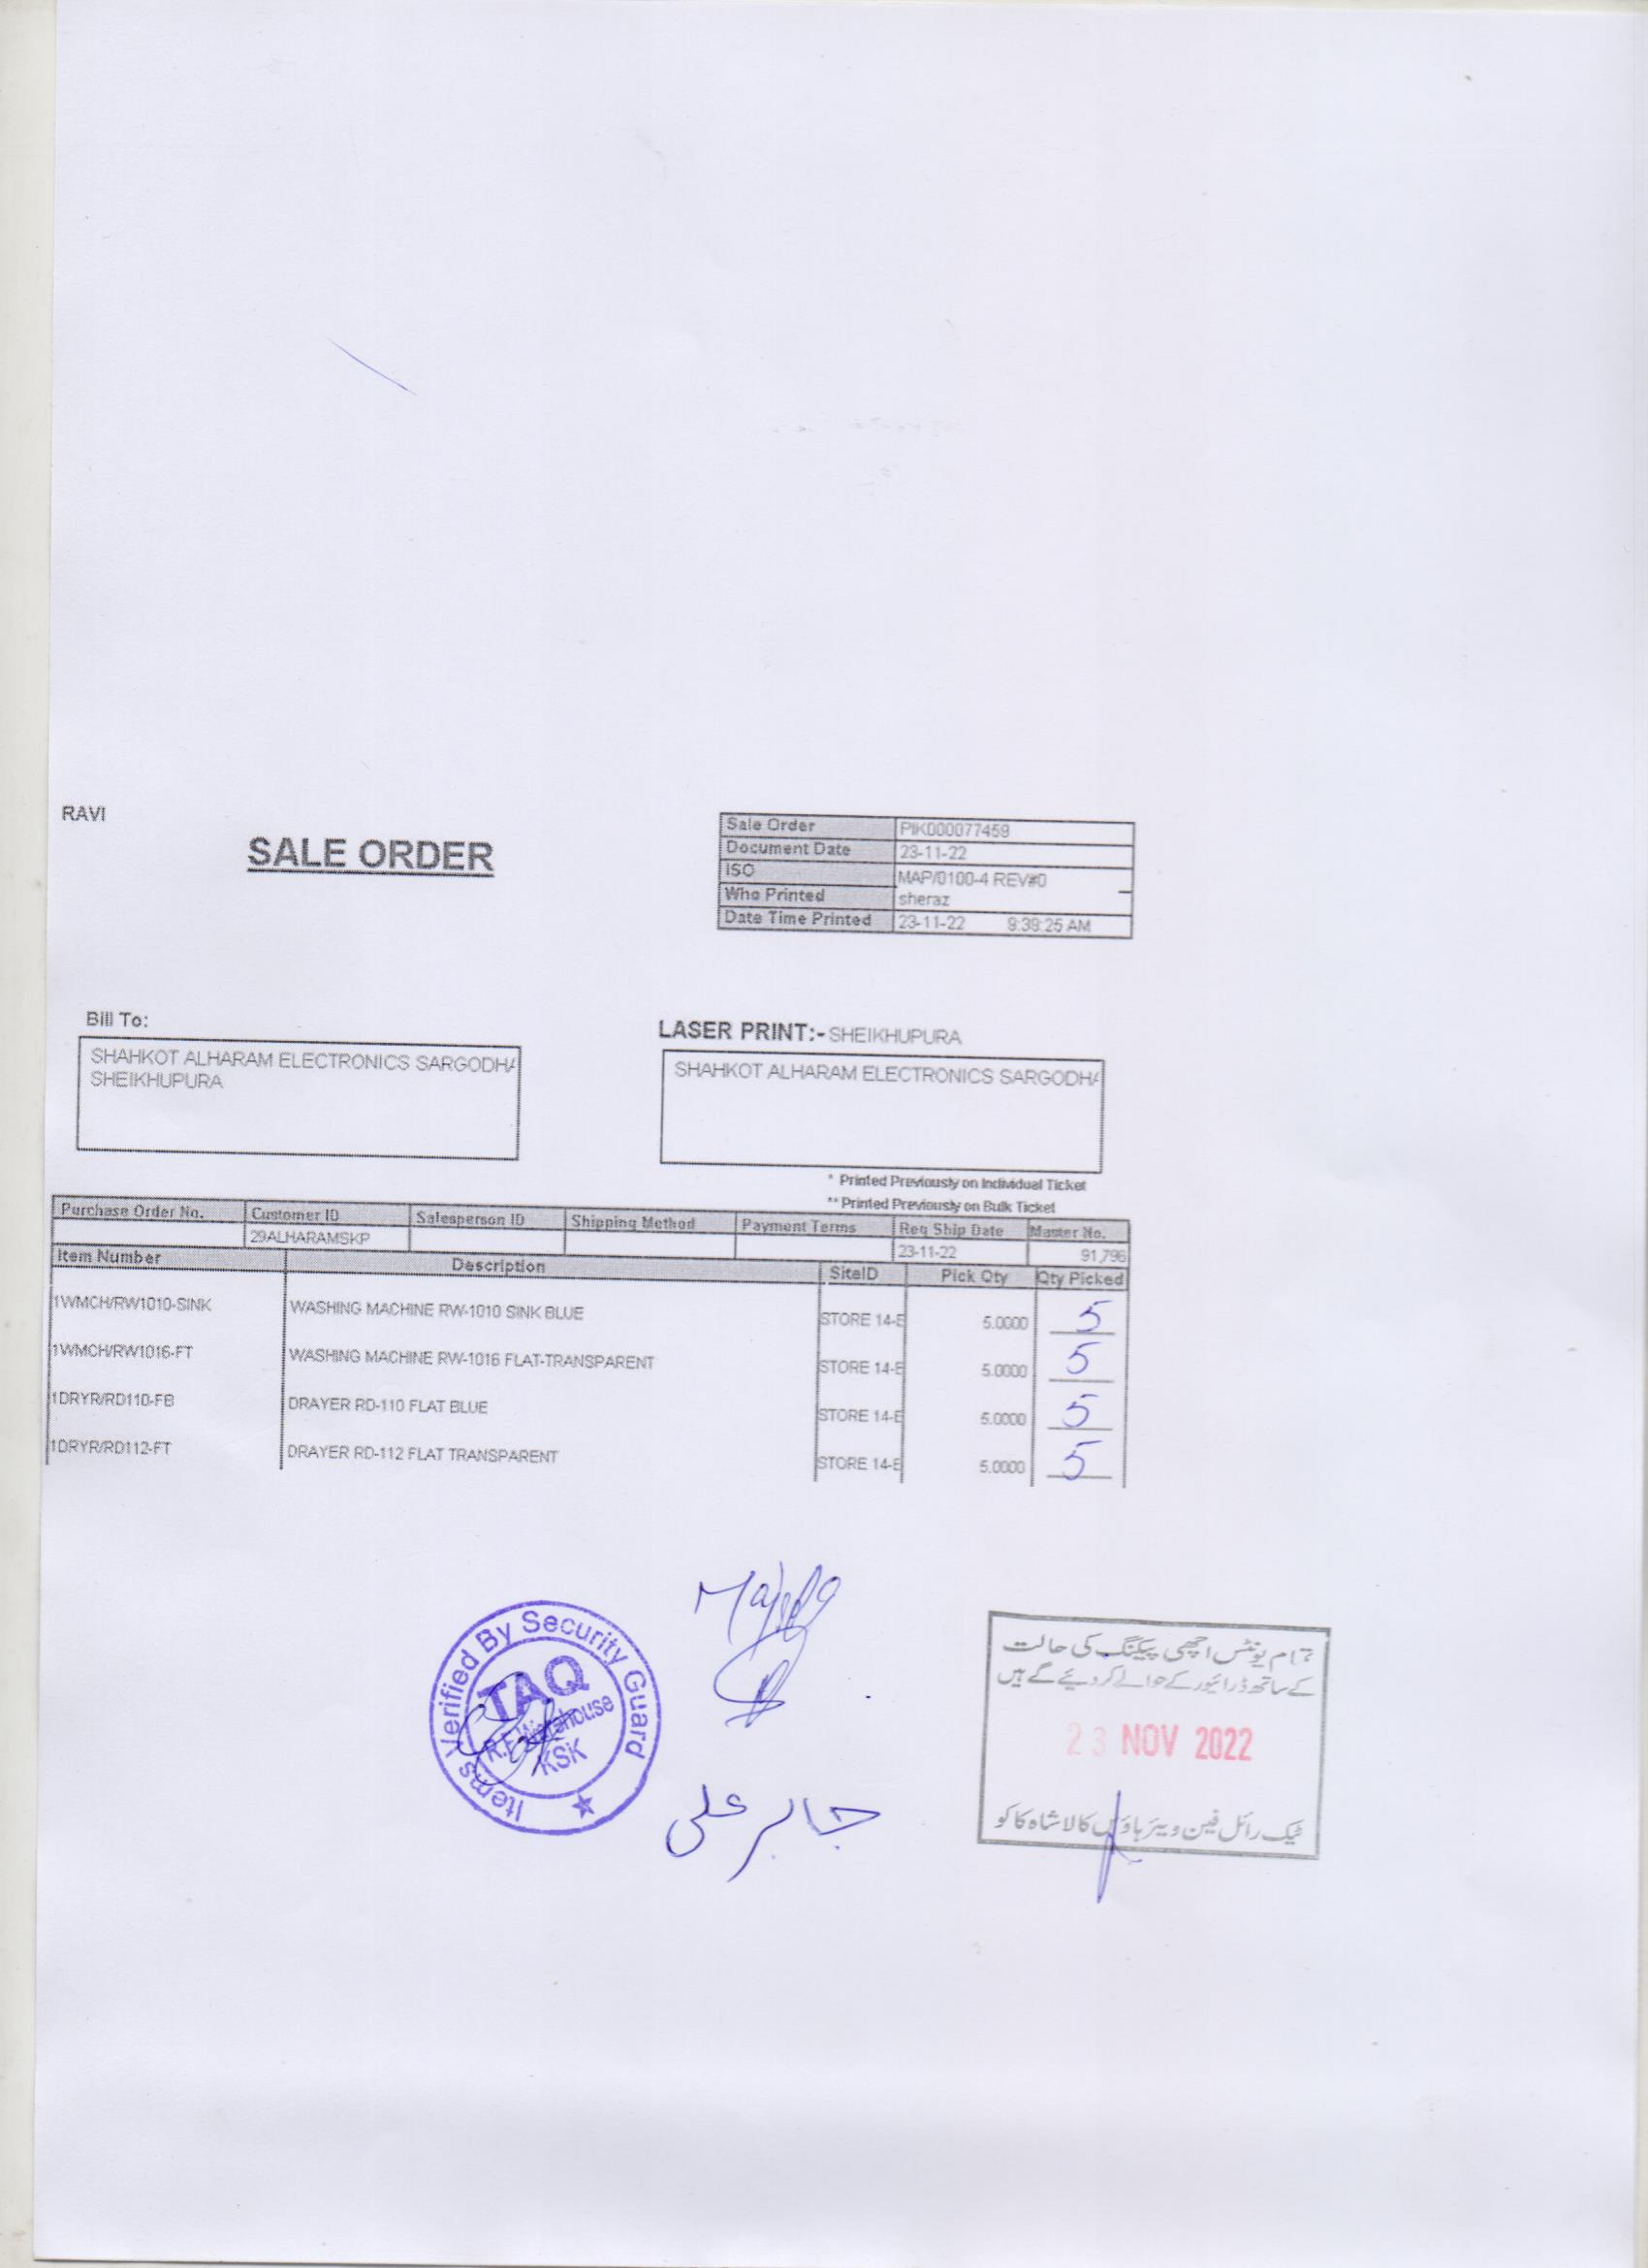 RAVI
SALE ORDER
Sale Order PIK000077459
Document Date 23-11-22
ISO MAP/0100-4 REV#0
Who Printed sheraz
Date Time Printed 23-11-22 9:39:25 AM
Bill To:
SHAHKOT ALHARAM ELECTRONICS SARGODHA
SHEIKHUPURA
LASER PRINT:- SHEIKHUPURA
SHAHKOT ALHARAM ELECTRONICS SARGODHA
* Printed Previously on Individual Ticket
** Printed Previously on Bulk Ticket
Purchase Order No. Customer ID Salesperson ID Shipping Method Payment Terms Req Ship Date Master No.
29ALHARAMSKP 23-11-22 91,796
Item Number Description SiteID Pick Qty Qty Picked
1WMCH/RW1010-SINK WASHING MACHINE RW-1010 SINK BLUE STORE 14-E 5.0000 5
1WMCH/RW1016-FT WASHING MACHINE RW-1016 FLAT-TRANSPARENT STORE 14-E 5.0000 5
1DRYR/RD110-FB DRAYER RD-110 FLAT BLUE STORE 14-E 5.0000 5
1DRYR/RD112-FT DRAYER RD-112 FLAT TRANSPARENT STORE 14-E 5.0000 5
Items Verified By Security Guard
TAQ
R.F. Warehouse
KSK
جابر علی
تمام یونٹس اچھی پیکنگ کی حالت
کے ساتھ ڈرائیور کے حوالے کر دیئے گے ہیں
23 NOV 2022
ٹیک رائل فین ویئر ہاؤس کالا شاہ کاکو